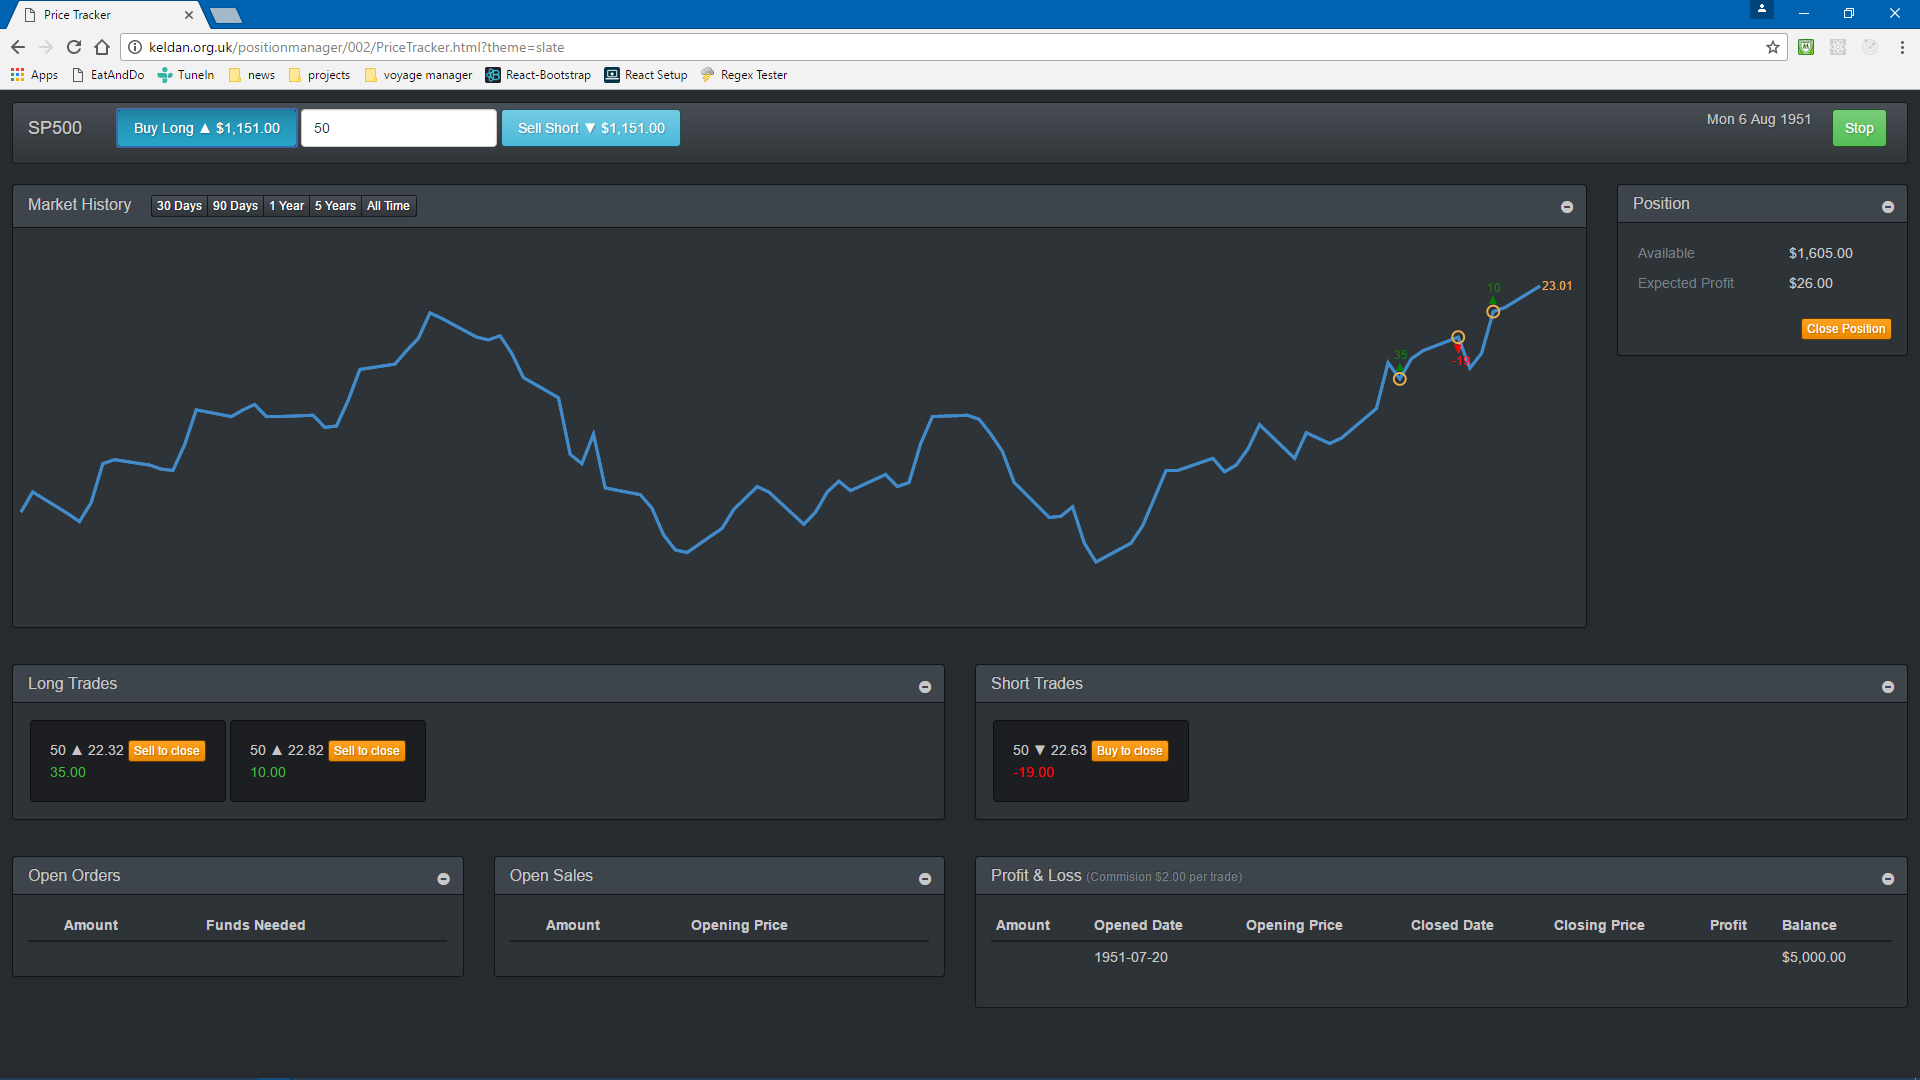 Price Tracker
keldan.org.uk/positionmanager/002/PriceTracker.html?theme=slate
Apps EatAndDo TuneIn news projects voyage manager React-Bootstrap React Setup Regex Tester
SP500 Buy Long ▲ $1,151.00 50 Sell Short ▼ $1,151.00 Mon 6 Aug 1951 Stop
Market History 30 Days 90 Days 1 Year 5 Years All Time
Position
Available $1,605.00
Expected Profit $26.00
Close Position
23.01
10
35
-19
Long Trades
50 ▲ 22.32 Sell to close
35.00
50 ▲ 22.82 Sell to close
10.00
Short Trades
50 ▼ 22.63 Buy to close
-19.00
Open Orders
Amount Funds Needed
Open Sales
Amount Opening Price
Profit & Loss (Commision $2.00 per trade)
Amount Opened Date Opening Price Closed Date Closing Price Profit Balance
1951-07-20 $5,000.00